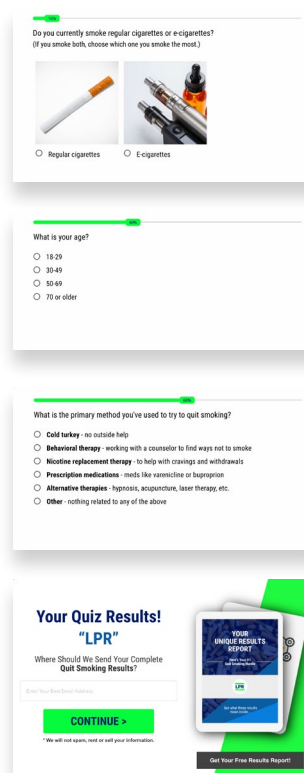 Do you currently smoke regular cigarettes or e-cigarettes?
(If you smoke both, choose which one you smoke the most.)
Regular cigarettes
E-cigarettes
What is your age?
18-29
30-49
50-69
70 or older
What is the primary method you've used to try to quit smoking?
Cold turkey - no outside help
Behavioral therapy - working with a counselor to find ways not to smoke
Nicotine replacement therapy - to help with cravings and withdrawals
Prescription medications - meds like varnicline or buproprion
Alternative therapies - hypnosis, acupuncture, laser therapy, etc.
Other - nothing related to any of the above
Your Quiz Results!
“LPR”
Where Should We Send Your Complete
Quit Smoking Results?
Enter Your Best Email Address
CONTINUE >
* We will not spam, rent or sell your information.
YOUR
UNIQUE RESULTS
REPORT
LPR
Get Your Free Results Report!